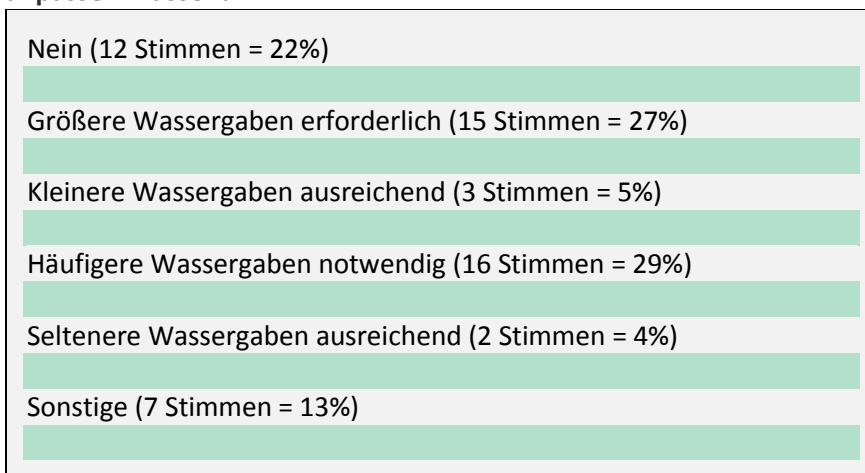 Nein (12 Stimmen = 22%)
Größere Wassergaben erforderlich (15 Stimmen = 27%)
Kleinere Wassergaben ausreichend (3 Stimmen = 5%)
Häufigere Wassergaben notwendig (16 Stimmen = 29%)
Seltenere Wassergaben ausreichend (2 Stimmen = 4%)
Sonstige (7 Stimmen = 13%)